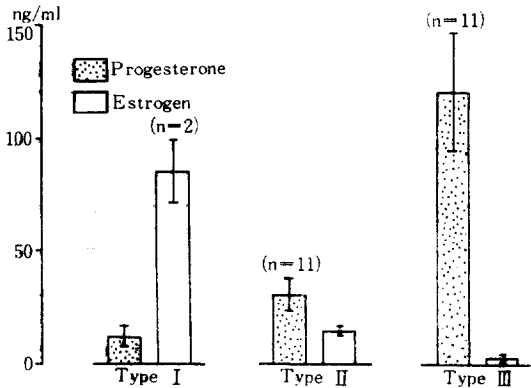 ng/ml
150
100
50
0
Progesterone
Estrogen
(n=2)
(n=11)
(n=11)
Type I
Type II
Type III